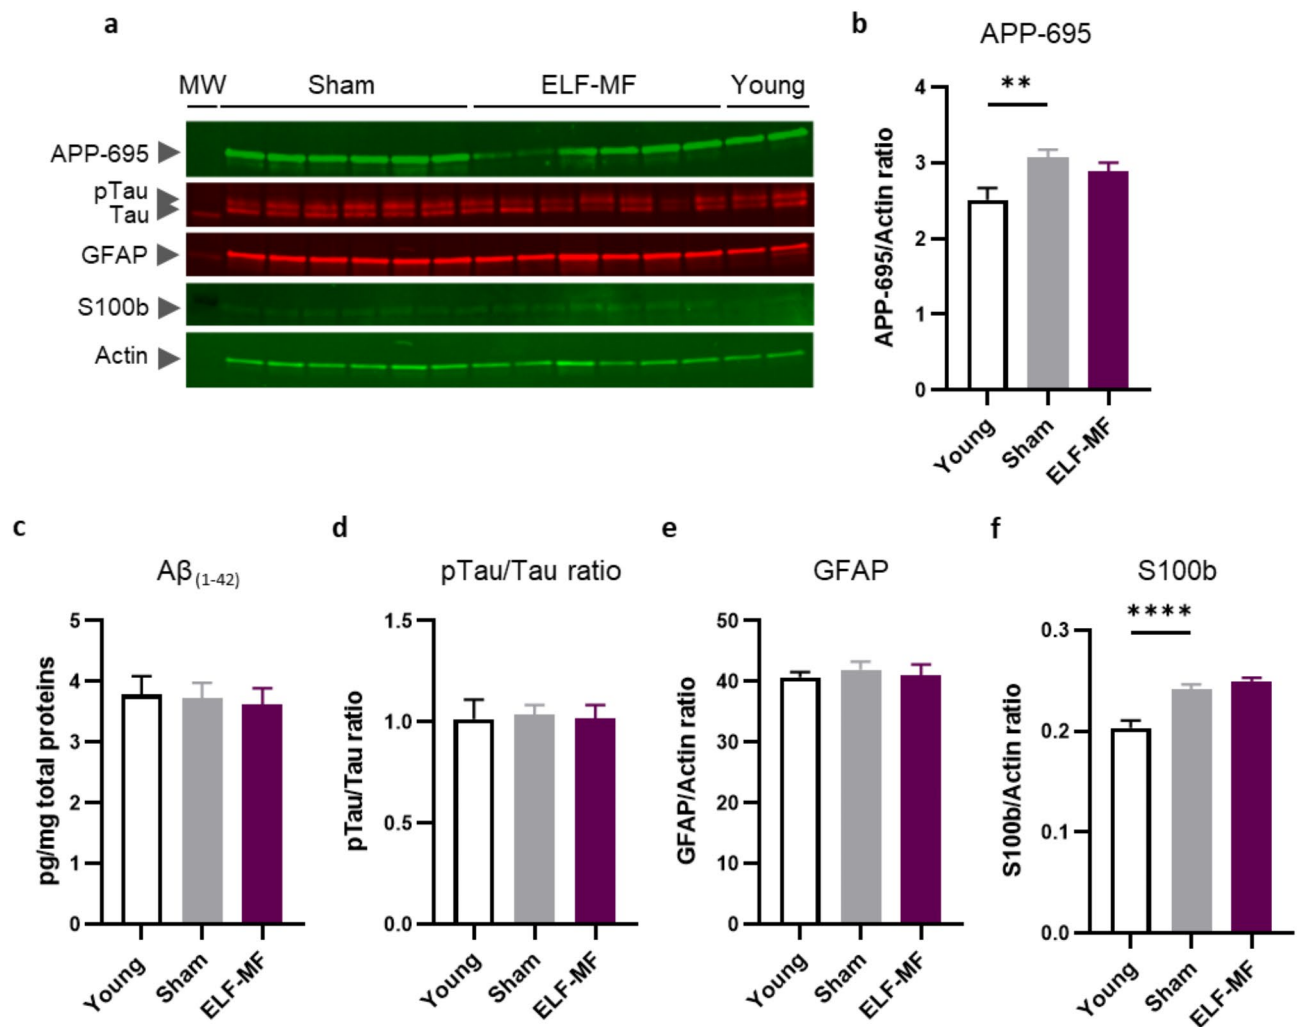 a
MW Sham ELF-MF Young
APP-695
pTau
Tau
GFAP
S100b
Actin
b
APP-695
**
APP-695/Actin ratio
4
3
2
1
0
Young Sham ELF-MF
c
Aβ(1-42)
pg/mg total proteins
5
4
3
2
1
0
Young Sham ELF-MF
d
pTau/Tau ratio
pTau/Tau ratio
1.5
1.0
0.5
0.0
Young Sham ELF-MF
e
GFAP
GFAP/Actin ratio
50
40
30
20
10
0
Young Sham ELF-MF
f
S100b
****
S100b/Actin ratio
0.3
0.2
0.1
0.0
Young Sham ELF-MF